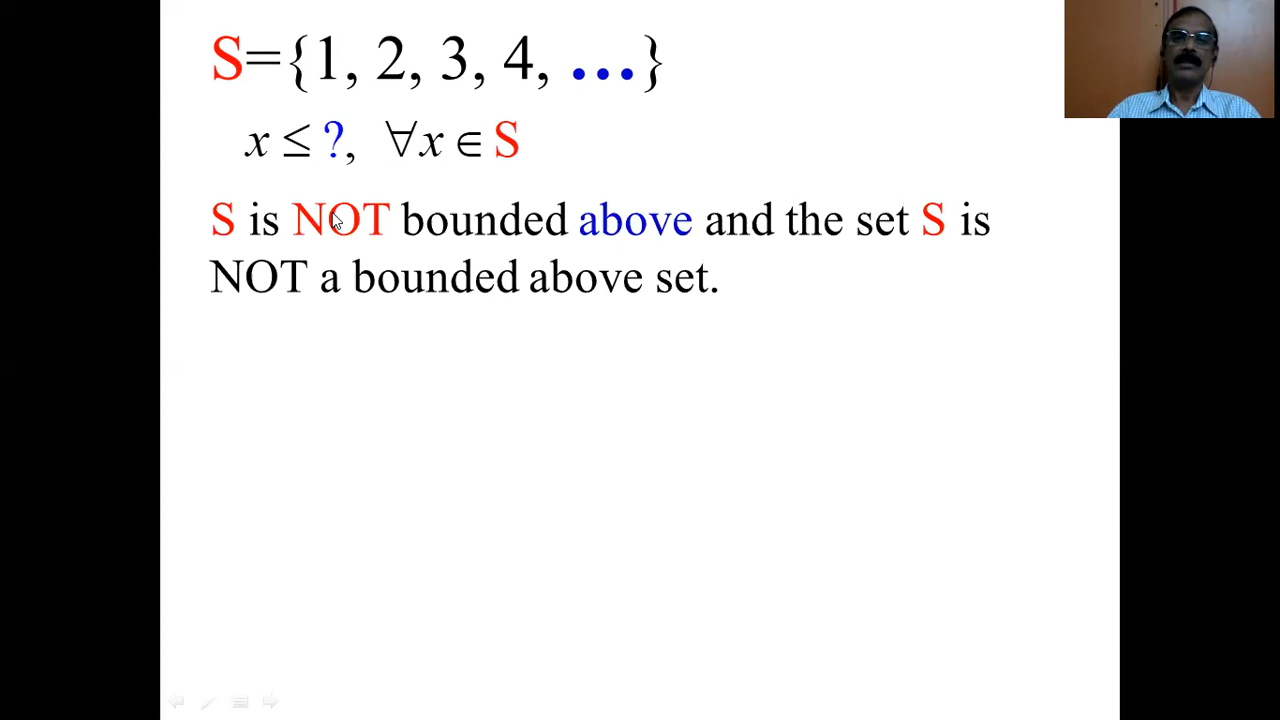 S={1, 2, 3, 4, …}
x ≤ ?, ∀x ∈ S
S is NOT bounded above and the set S is
NOT a bounded above set.